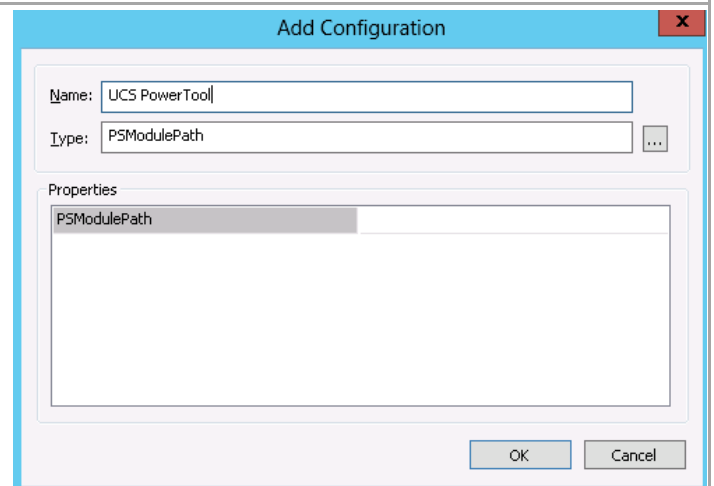 Add Configuration
x
Name: UCS PowerTool
Type: PSModulePath
...
Properties
PSModulePath
OK Cancel